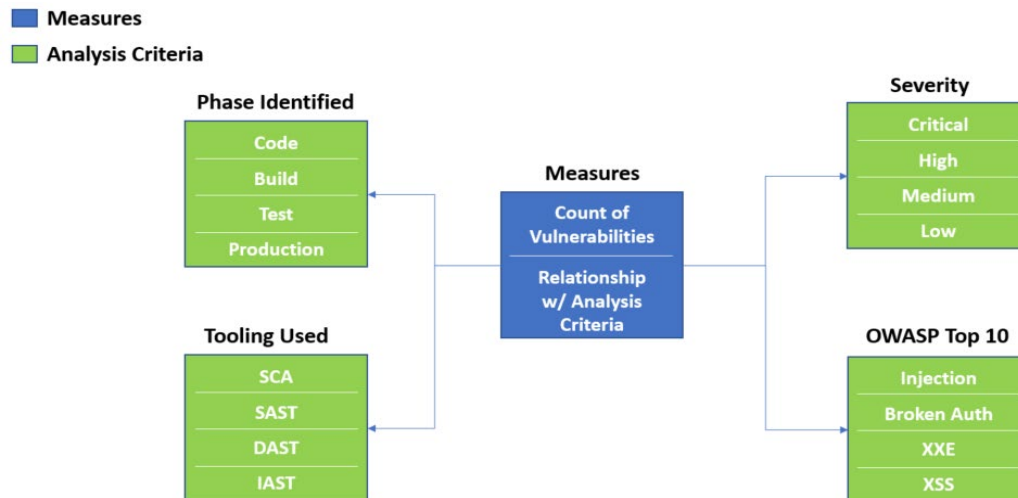 Measures
Analysis Criteria
Phase Identified
Code
Build
Test
Production
Tooling Used
SCA
SAST
DAST
IAST
Measures
Count of
Vulnerabilities
Relationship
w/ Analysis
Criteria
Severity
Critical
High
Medium
Low
OWASP Top 10
Injection
Broken Auth
XXE
XSS